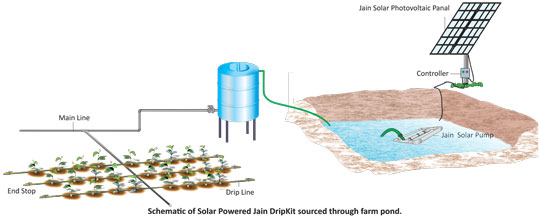 Jain Solar Photovoltaic Panal
Controller
Main Line
Jain Solar Pump
End Stop
Drip Line
Schematic of Solar Powered Jain DripKit sourced through farm pond.